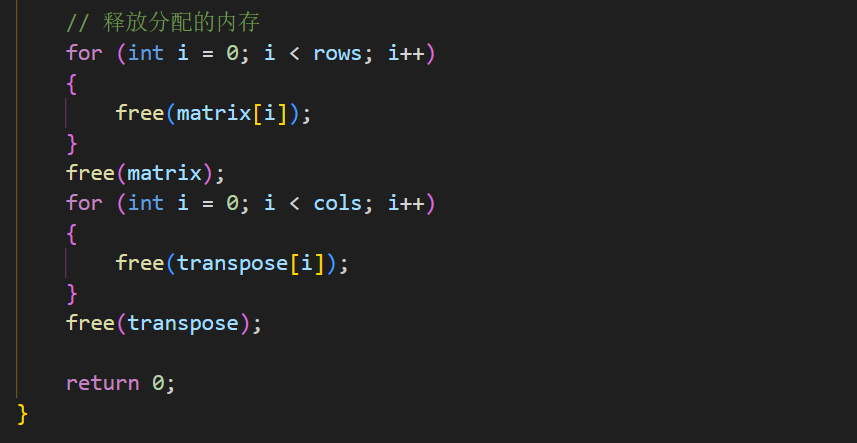 // 释放分配的内存
for (int i = 0; i < rows; i++)
{
free(matrix[i]);
}
free(matrix);
for (int i = 0; i < cols; i++)
{
free(transpose[i]);
}
free(transpose);
return 0;
}